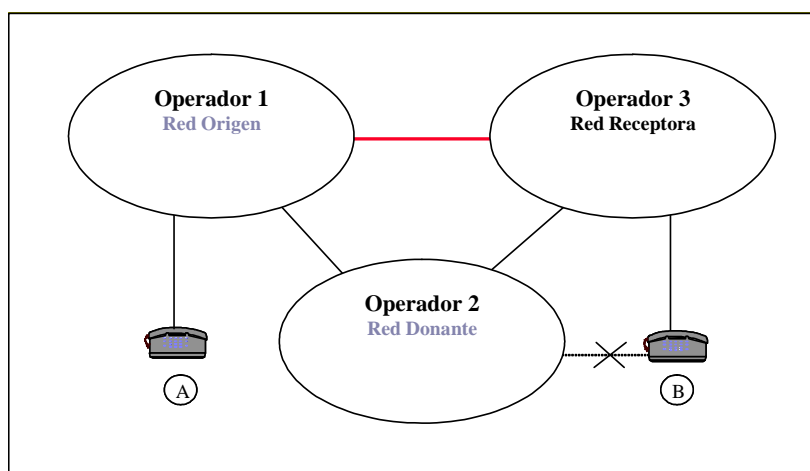 Operador 1
Red Origen
Operador 3
Red Receptora
Operador 2
Red Donante
A
B